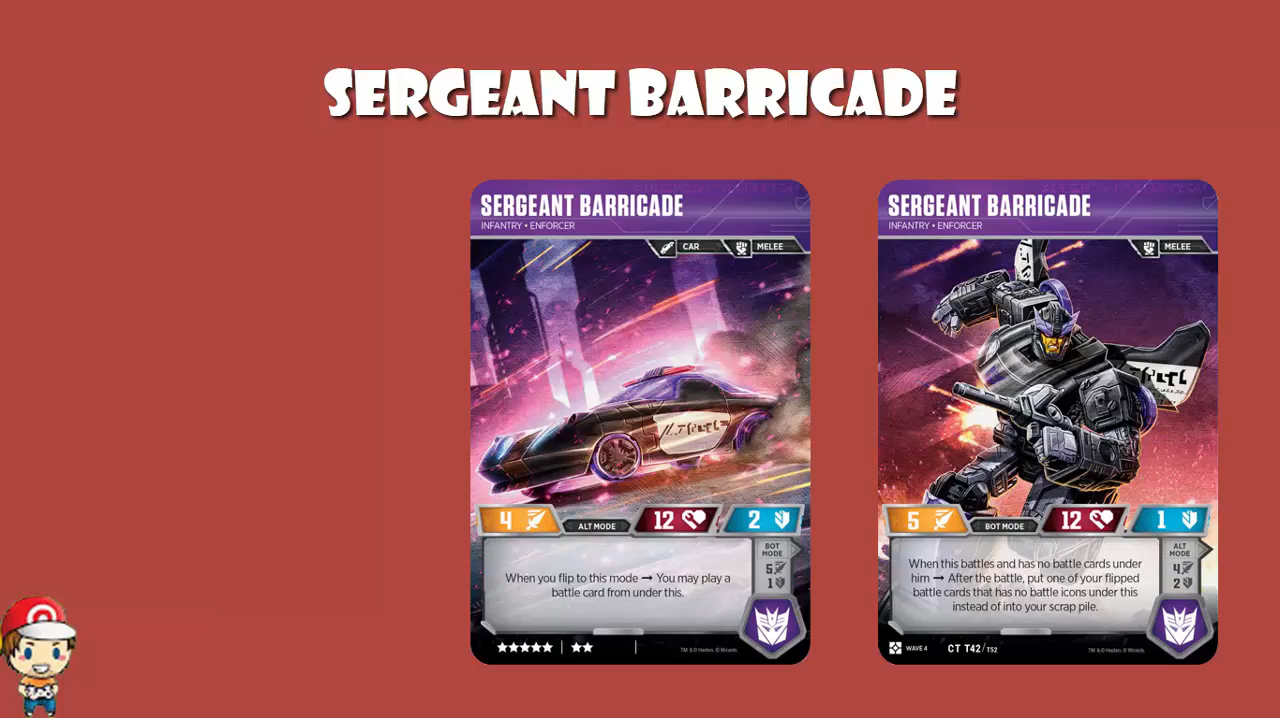 SERGEANT BARRICADE
SERGEANT BARRICADE
INFANTRY • ENFORCER
CAR
MELEE
4
ALT MODE
12
2
When you flip to this mode → You may play a
battle card from under this.
BOT
MODE
5
1
TM & © Hasbro. © Wizards.
SERGEANT BARRICADE
INFANTRY • ENFORCER
MELEE
5
BOT MODE
12
1
When this battles and has no battle cards under
him → After the battle, put one of your flipped
battle cards that has no battle icons under this
instead of into your scrap pile.
ALT
MODE
4
2
WAVE 4
CT T42/T52
TM & © Hasbro. © Wizards.